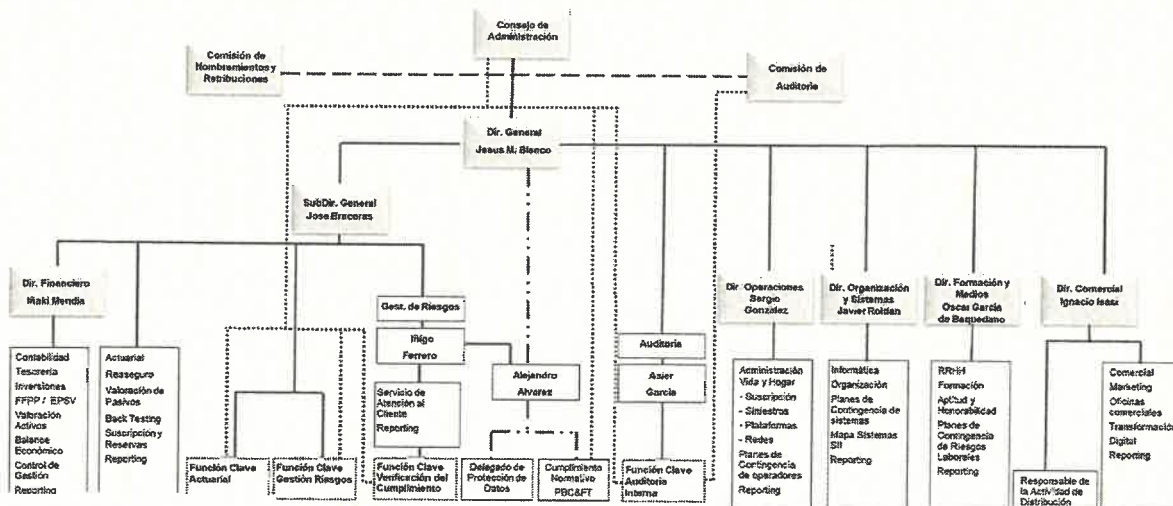 Consejo de
Administración
Comisión de
Nombramientos y
Retribuciones
Comisión de
Auditoría
Dir. General
Jesus M. Blanco
SubDir. General
Jose Eraceras
Dir. Financiero
Iñaki Mendia
Gest. de Riesgos
Iñigo
Ferrero
Alejandro
Alvarez
Auditoria
Asier
Garcia
Dir. Operaciones
Sergio
González
Dir. Organización
y Sistemas
Javier Roldan
Dir. Formación y
Medios
Oscar García
de Baquedano
Dir. Comercial
Ignacio Isasi
Contabilidad
Tesorería
Inversiones
FFPP / EPSV
Valoración
Activos
Balance
Económico
Control de
Gestión
Reporting
Actuarial
Reaseguro
Valoración de
Pasivos
Back Testing
Suscripción y
Reservas
Reporting
Servicio de
Atención al
Cliente
Reporting
Administración
Vida y Hogar
- Suscripción
- Siniestros
- Plataformas
- Redes
Planes de
Contingencia
de operadores
Reporting
Informática
Organización
Planes de
Contingencia de
sistemas
Mapa Sistemas
SII
Reporting
RRHH
Formación
Aptitud y
Honorabilidad
Planes de
Contingencia
de Riesgos
Laborales
Reporting
Comercial
Marketing
Oficinas
comerciales
Transformación
Digital
Reporting
Función Clave
Actuarial
Función Clave
Gestión Riesgos
Función Clave
Verificación del
Cumplimiento
Delegado de
Protección de
Datos
Cumplimiento
Normativo
PBC&FT
Función Clave
Auditoría
Interna
Responsable de
la Actividad de
Distribución